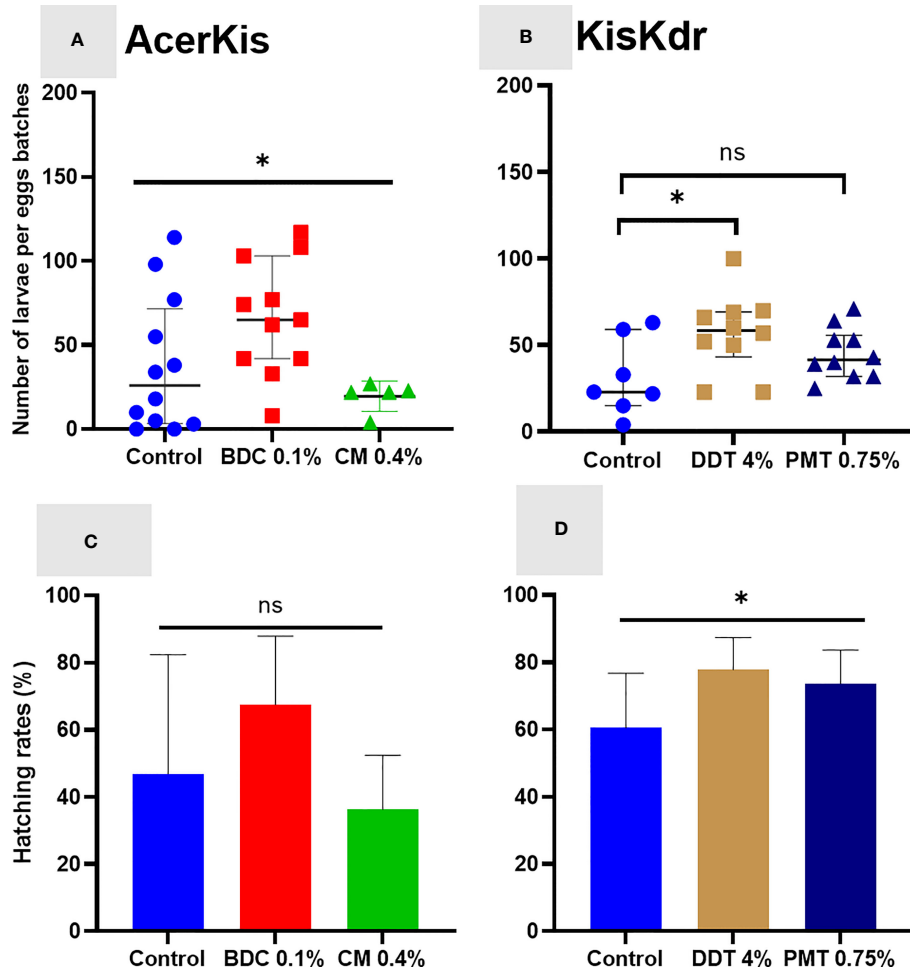 A AcerKis
Number of larvae per eggs batches
200
150
100
50
0
*
Control BDC 0.1% CM 0.4%
B KisKdr
200
150
100
50
0
ns
*
Control DDT 4% PMT 0.75%
C
Hatching rates (%)
100
80
60
40
20
0
ns
Control BDC 0.1% CM 0.4%
D
100
80
60
40
20
0
*
Control DDT 4% PMT 0.75%